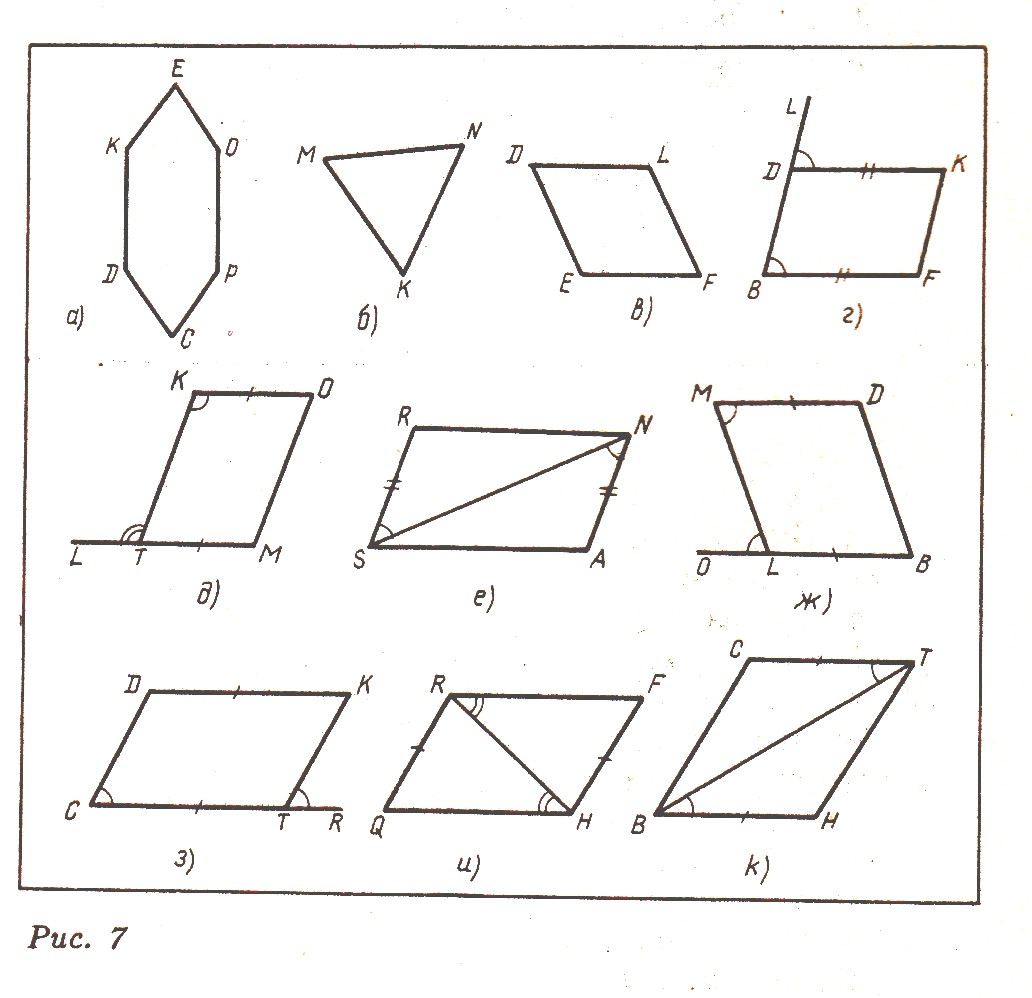 E
K O
D P
C
а)
M N
K
б)
D L
E F
в)
L
D K
B F
г)
K O
L T M
д)
R N
S A
е)
M D
O L B
ж)
D K
C T R
з)
R F
Q H
и)
C T
B H
к)
Рис. 7